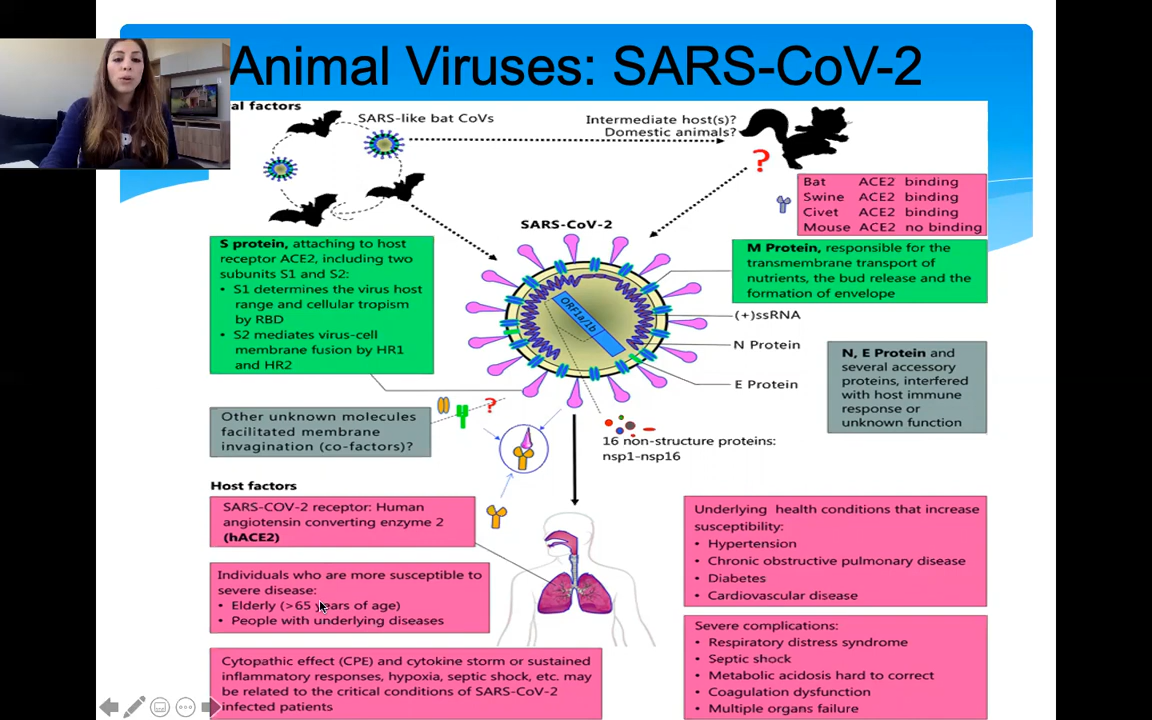 Animal Viruses: SARS-CoV-2
al factors
SARS-like bat CoVs
Intermediate host(s)?
Domestic animals?
?
Bat ACE2 binding
Swine ACE2 binding
Civet ACE2 binding
Mouse ACE2 no binding
SARS-CoV-2
S protein, attaching to host
receptor ACE2, including two
subunits S1 and S2:
• S1 determines the virus host
range and cellular tropism
by RBD
• S2 mediates virus-cell
membrane fusion by HR1
and HR2
M Protein, responsible for the
transmembrane transport of
nutrients, the bud release and the
formation of envelope
ORF1a/1b
(+)ssRNA
N Protein
E Protein
N, E Protein and
several accessory
proteins, interfered
with host immune
response or
unknown function
Other unknown molecules
facilitated membrane
invagination (co-factors)?
?
16 non-structure proteins:
nsp1-nsp16
Host factors
SARS-COV-2 receptor: Human
angiotensin converting enzyme 2
(hACE2)
Individuals who are more susceptible to
severe disease:
• Elderly (>65 years of age)
• People with underlying diseases
Cytopathic effect (CPE) and cytokine storm or sustained
inflammatory responses, hypoxia, septic shock, etc. may
be related to the critical conditions of SARS-CoV-2
infected patients
Underlying health conditions that increase
susceptibility:
• Hypertension
• Chronic obstructive pulmonary disease
• Diabetes
• Cardiovascular disease
Severe complications:
• Respiratory distress syndrome
• Septic shock
• Metabolic acidosis hard to correct
• Coagulation dysfunction
• Multiple organs failure